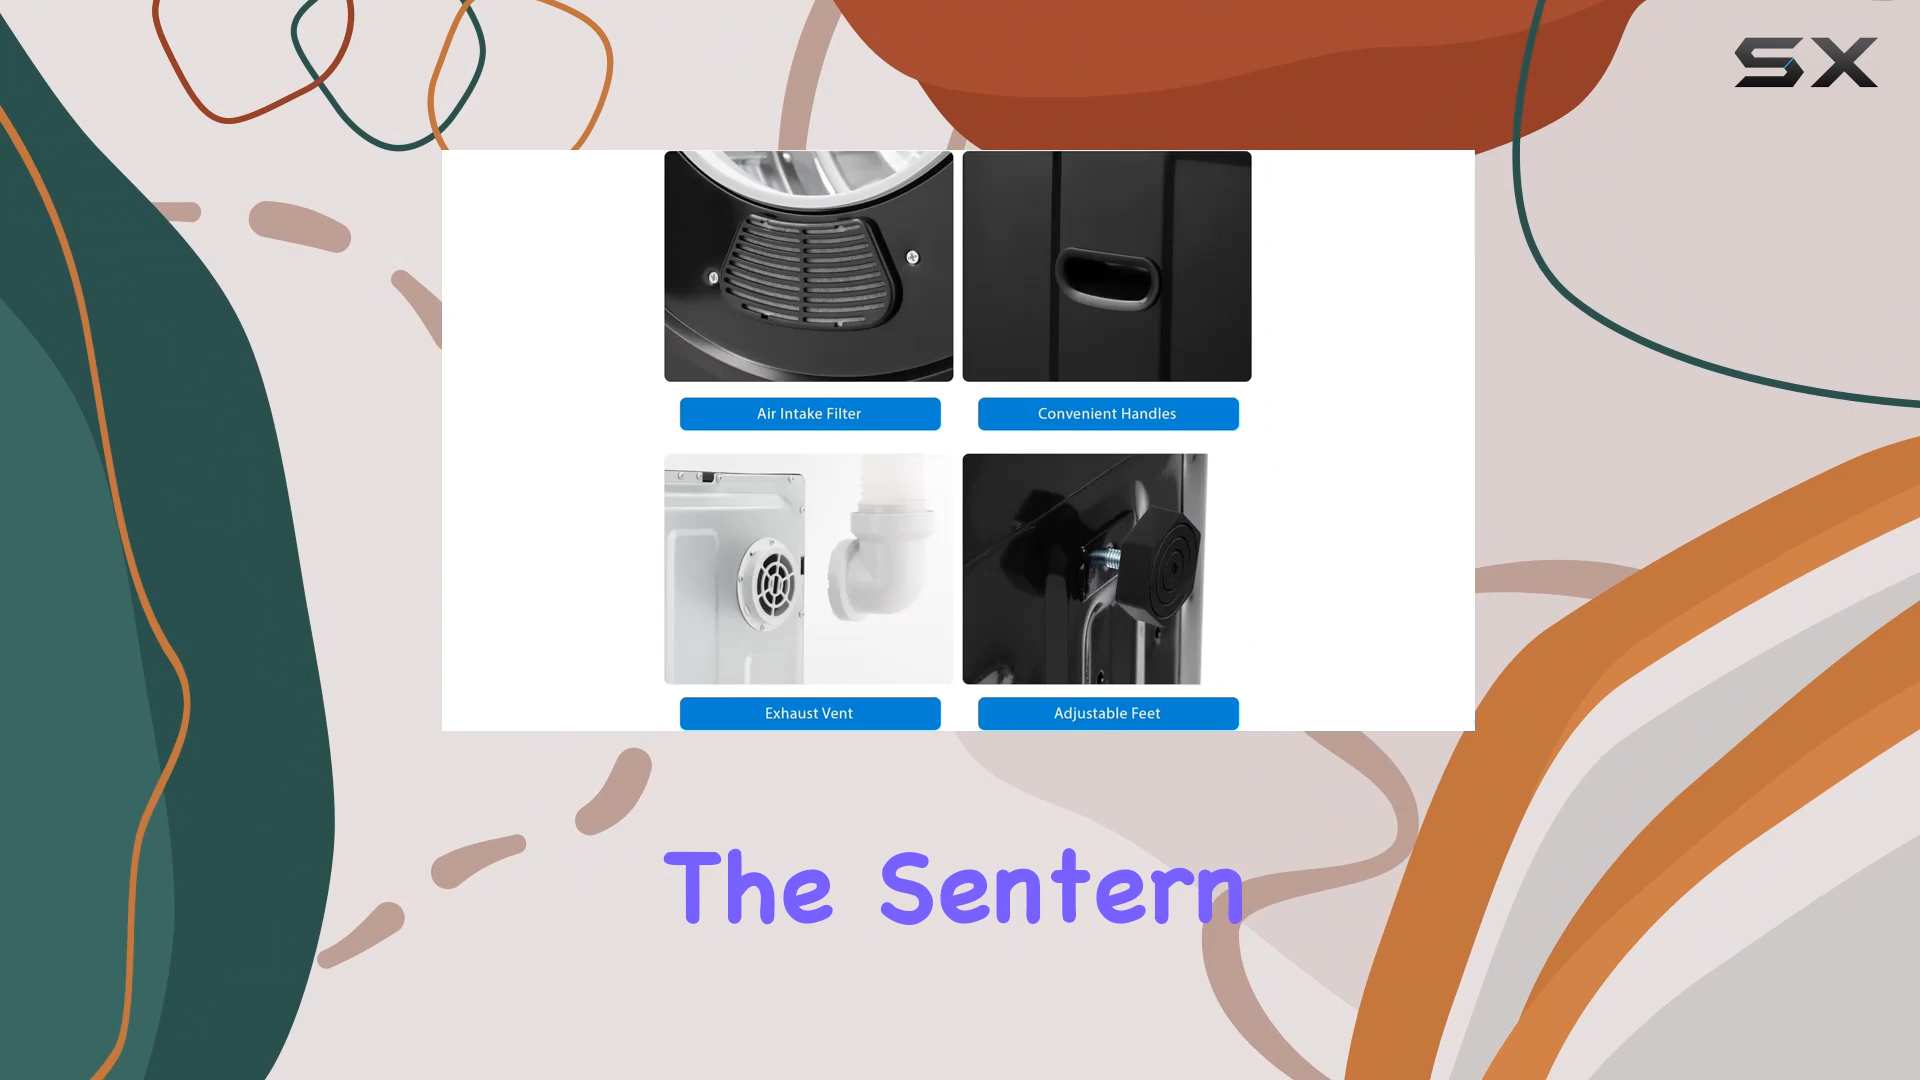 SX
Air Intake Filter
Convenient Handles
Exhaust Vent
Adjustable Feet
The Sentern